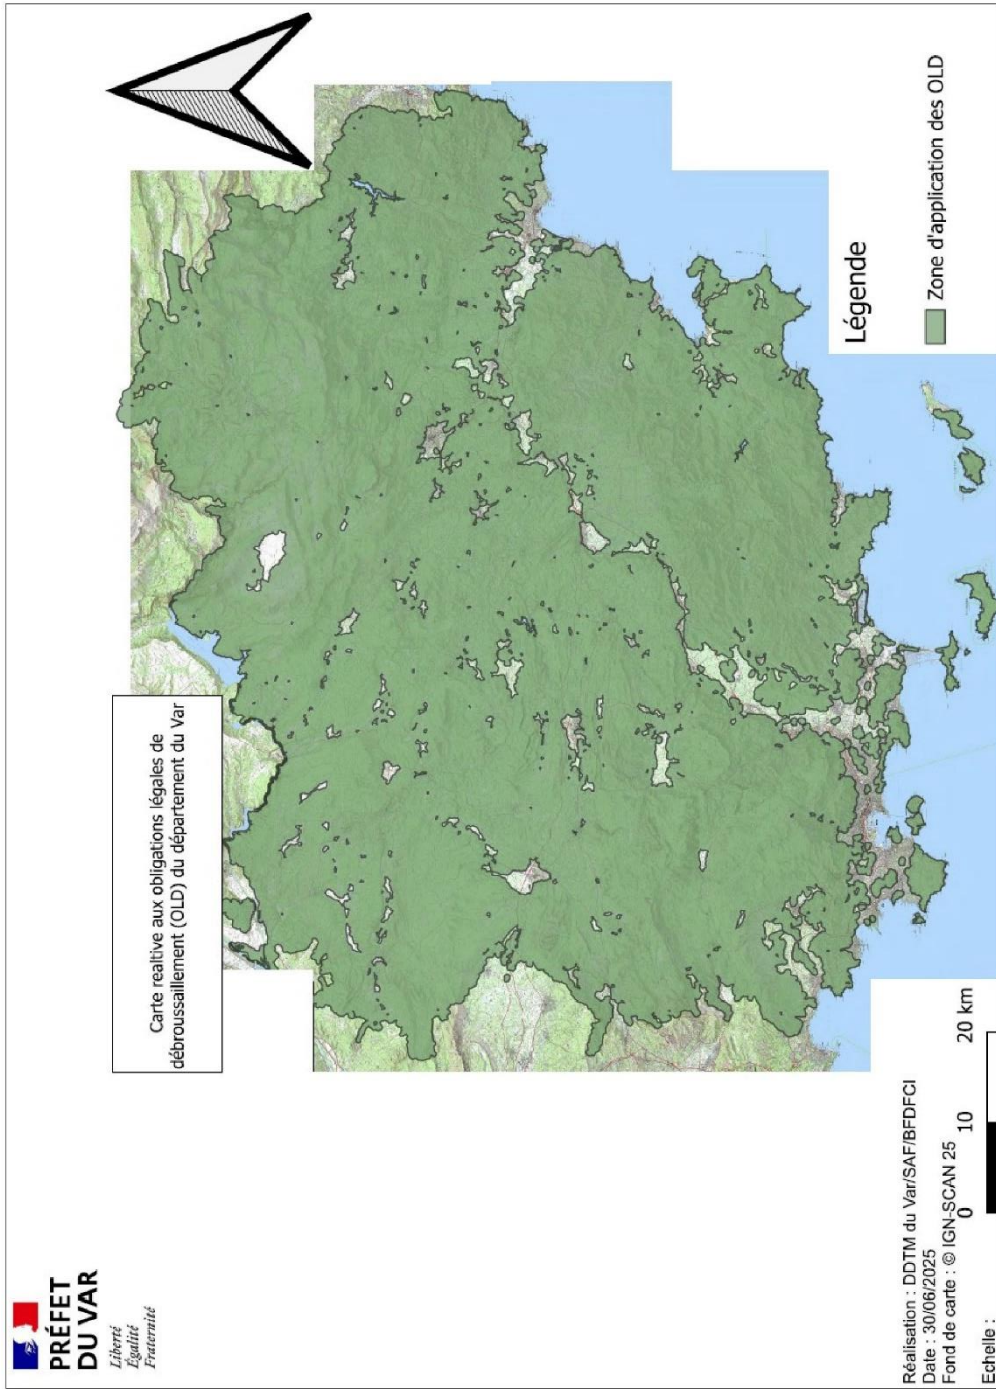 PRÉFET
DU VAR
Liberté
Égalité
Fraternité
Carte realtive aux obligations légales de
débroussaillement (OLD) du département du Var
Légende
Zone d'application des OLD
Réalisation : DDTM du Var/SAF/BFDFCI
Date : 30/06/2025
Fond de carte : © IGN-SCAN 25
Echelle :
0 10 20 km